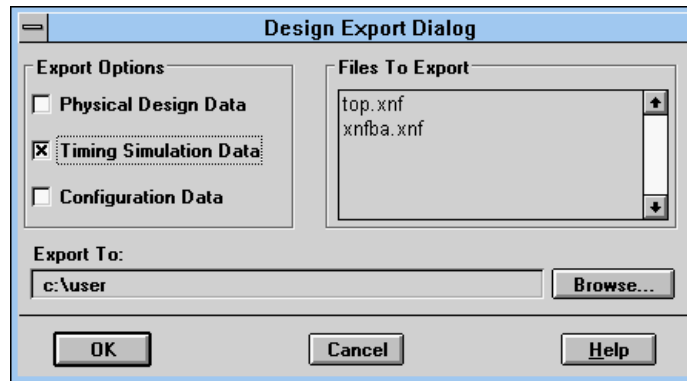 Design Export Dialog
Export Options
Physical Design Data
Timing Simulation Data
Configuration Data
Files To Export
top.xnf
xnfba.xnf
Export To:
c:\user
Browse...
OK
Cancel
Help